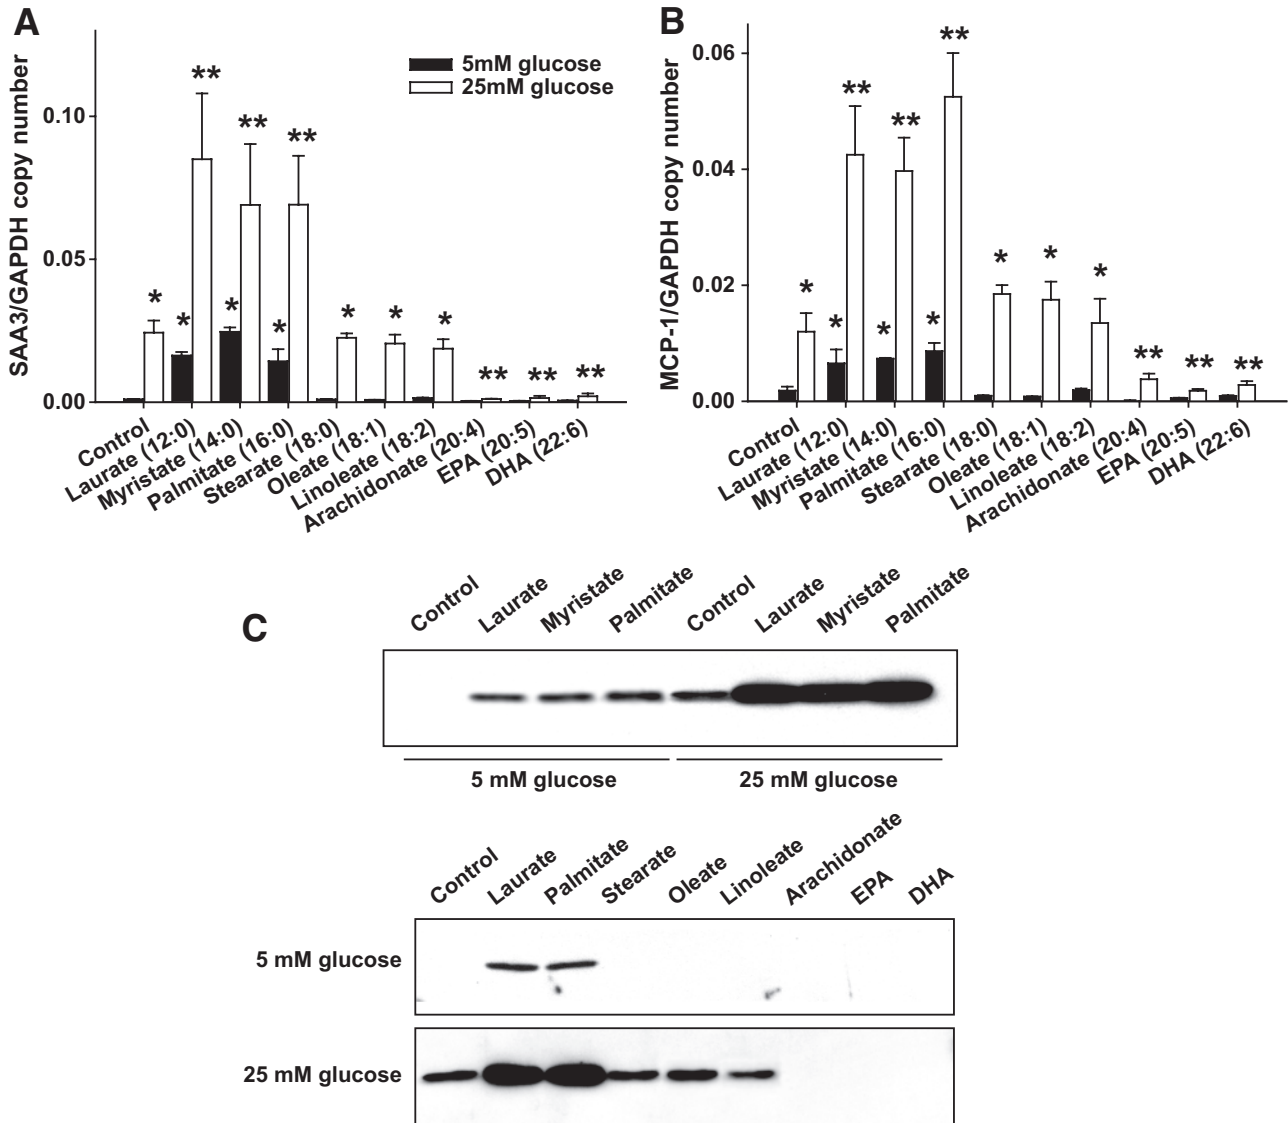 A
SAA3/GAPDH copy number
0.10
0.05
0.00
5mM glucose
25mM glucose
*
*
**
*
**
*
**
*
*
*
**
**
**
Control
Laurate (12:0)
Myristate (14:0)
Palmitate (16:0)
Stearate (18:0)
Oleate (18:1)
Linoleate (18:2)
Arachidonate (20:4)
EPA (20:5)
DHA (22:6)
B
MCP-1/GAPDH copy number
0.06
0.04
0.02
0.00
*
*
**
*
**
*
**
*
*
*
**
**
**
Control
Laurate (12:0)
Myristate (14:0)
Palmitate (16:0)
Stearate (18:0)
Oleate (18:1)
Linoleate (18:2)
Arachidonate (20:4)
EPA (20:5)
DHA (22:6)
C
Control
Laurate
Myristate
Palmitate
Control
Laurate
Myristate
Palmitate
5 mM glucose
25 mM glucose
Control
Laurate
Palmitate
Stearate
Oleate
Linoleate
Arachidonate
EPA
DHA
5 mM glucose
25 mM glucose